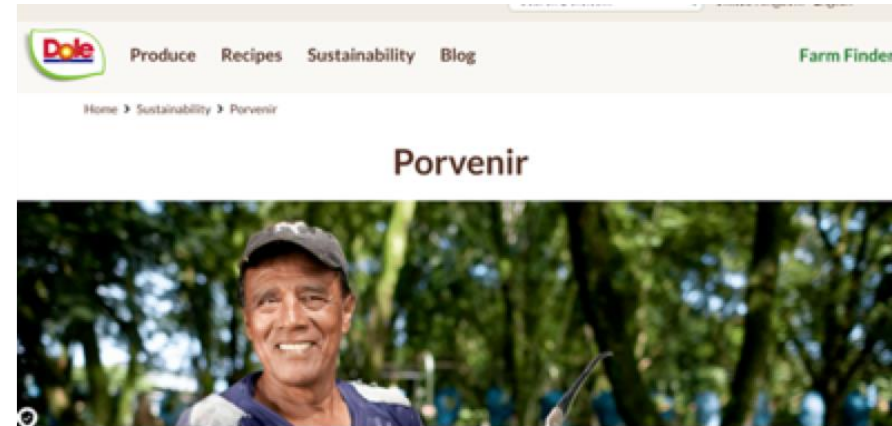 Dole
Produce Recipes Sustainability Blog
Farm Finder
Home > Sustainability > Porvenir
Porvenir